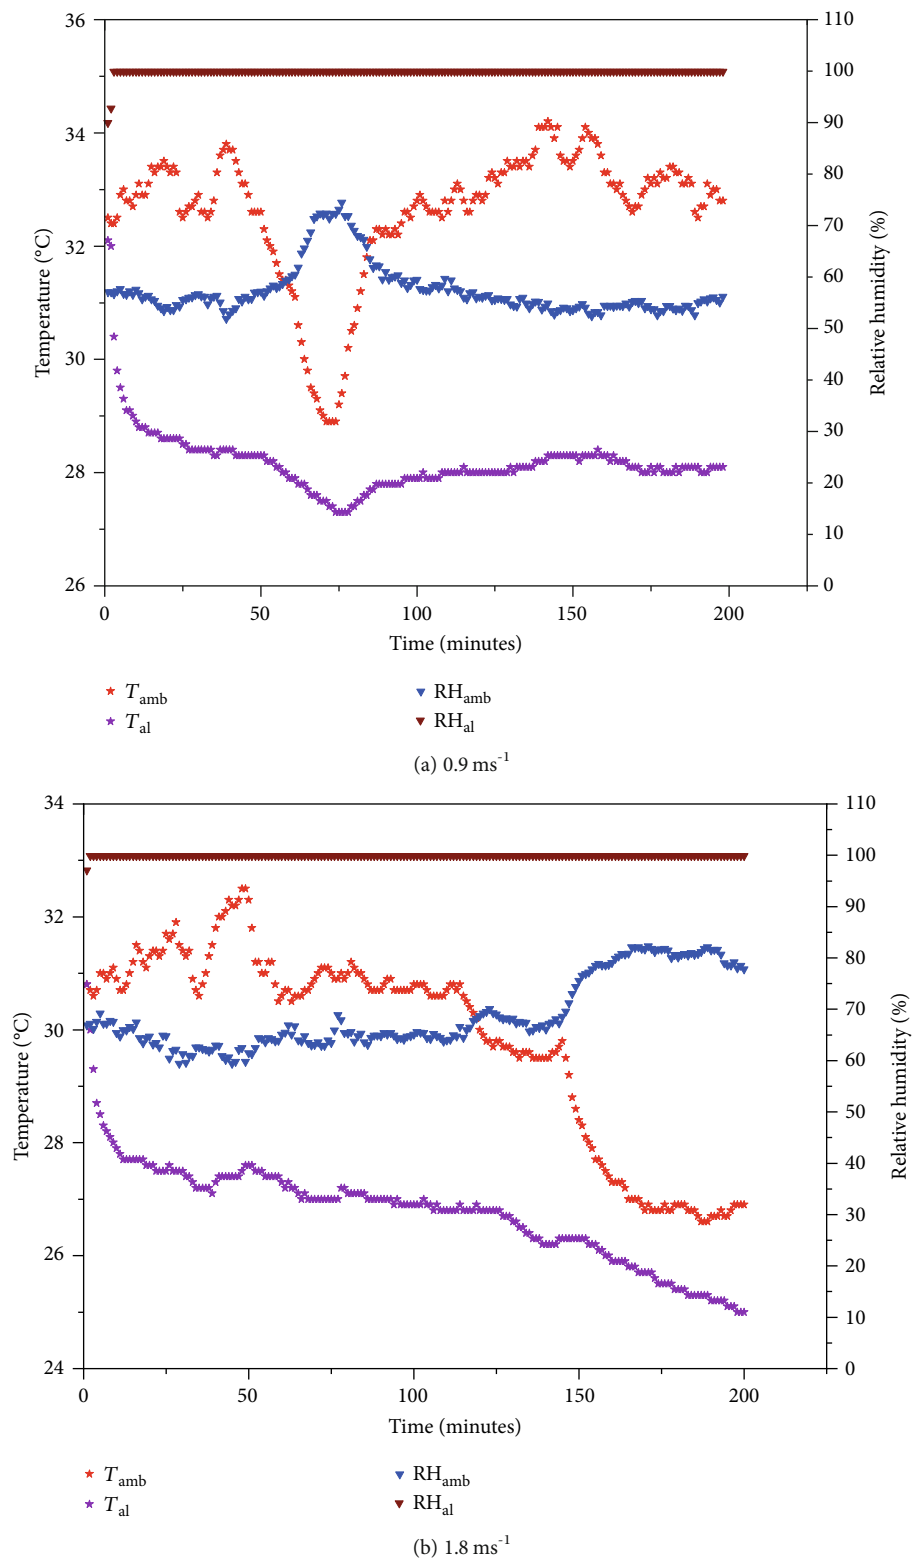 36
34
32
30
28
26
Temperature (°C)
110
100
90
80
70
60
50
40
30
20
10
0
Relative humidity (%)
0 50 100 150 200
Time (minutes)
T_amb RH_amb
T_al RH_al
(a) 0.9 ms⁻¹
34
32
30
28
26
24
Temperature (°C)
110
100
90
80
70
60
50
40
30
20
10
0
Relative humidity (%)
0 50 100 150 200
Time (minutes)
T_amb RH_amb
T_al RH_al
(b) 1.8 ms⁻¹